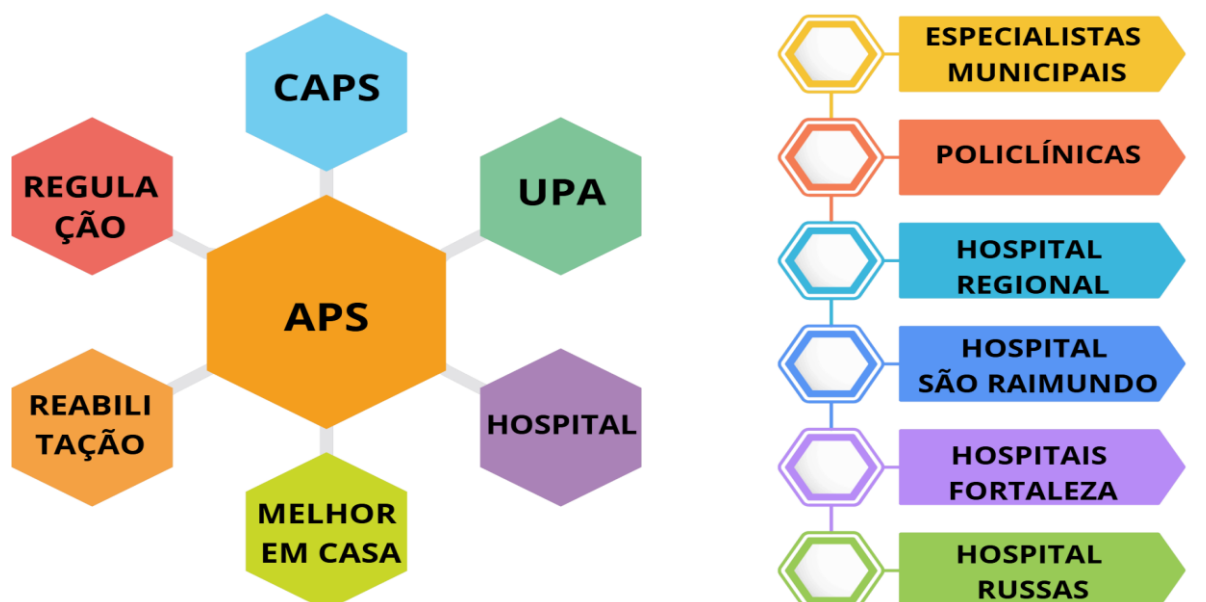 CAPS
REGULA
ÇÃO
UPA
APS
REABILI
TAÇÃO
HOSPITAL
MELHOR
EM CASA
ESPECIALISTAS
MUNICIPAIS
POLICLÍNICAS
HOSPITAL
REGIONAL
HOSPITAL
SÃO RAIMUNDO
HOSPITAIS
FORTALEZA
HOSPITAL
RUSSAS